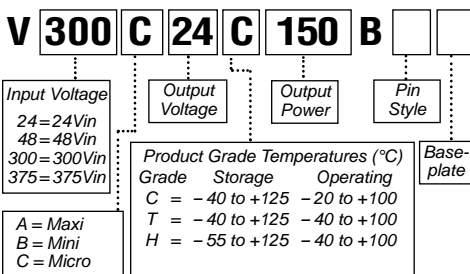 V 300 C 24 C 150 B
Input Voltage
24 = 24Vin
48 = 48Vin
300 = 300Vin
375 = 375Vin
Output
Voltage
Output
Power
Pin
Style
Base-
plate
Product Grade Temperatures (°C)
Grade Storage Operating
C = – 40 to +125 – 20 to +100
T = – 40 to +125 – 40 to +100
H = – 55 to +125 – 40 to +100
A = Maxi
B = Mini
C = Micro